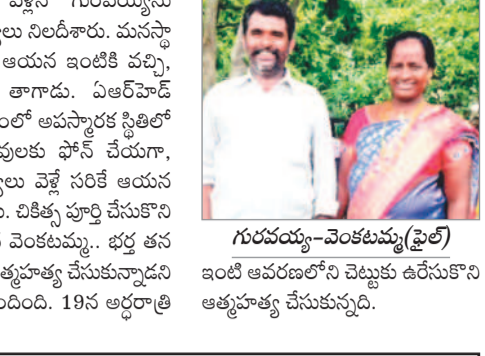 వెళ్లిన గురవయ్యను
లు నిలదీశారు. మనస్తా
ఆయన ఇంటికి వచ్చి,
తాగాడు. ఏఆర్‌హెడ్
లో అపస్మారక స్థితిలో
వులకు ఫోన్ చేయగా,
లు వెళ్లే సరికే ఆయన
చికిత్స పూర్తి చేసుకొని
వెంకటమ్మ.. భర్త తన
త్మహత్య చేసుకున్నాడని
దింది. 19న అర్ధరాత్రి
గురవయ్య–వెంకటమ్మ(ఫైల్)
ఇంటి ఆవరణలోని చెట్టుకు ఉరేసుకొని
ఆత్మహత్య చేసుకున్నది.